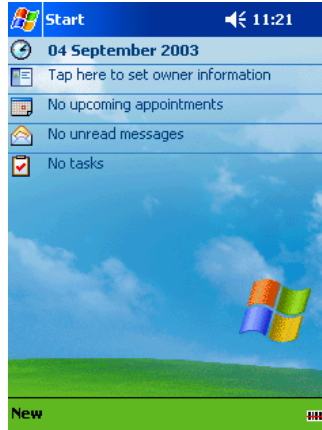 Start 11:21
04 September 2003
Tap here to set owner information
No upcoming appointments
No unread messages
No tasks
New